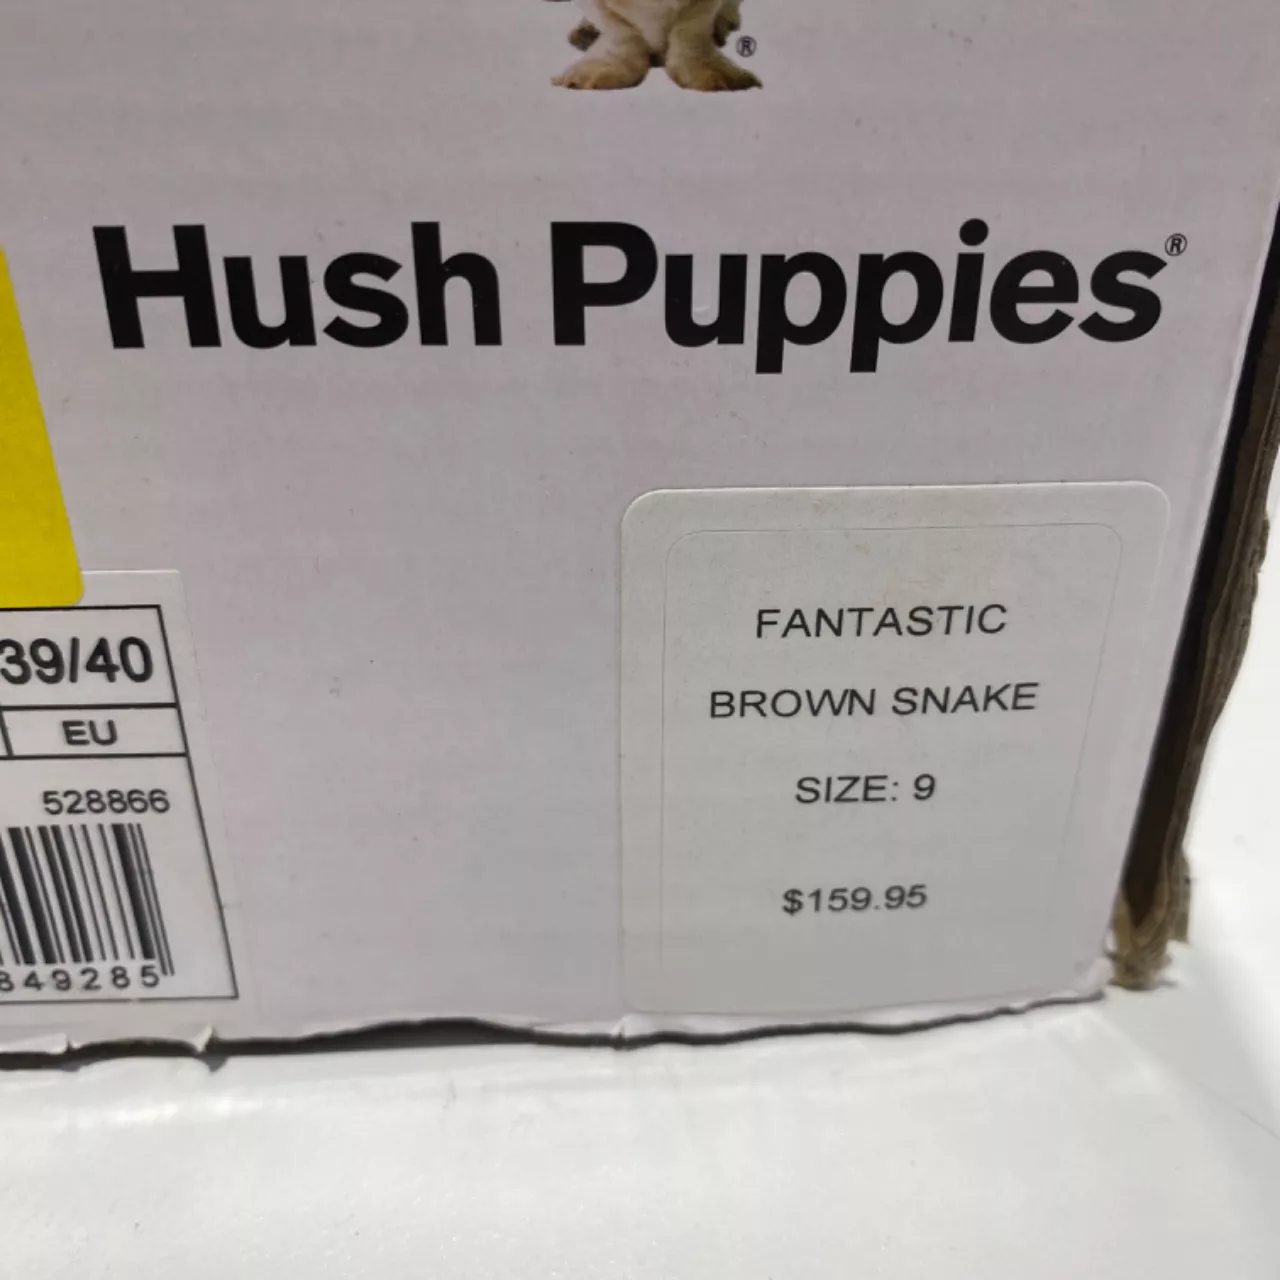 ®
Hush Puppies®
FANTASTIC
BROWN SNAKE
SIZE: 9
$159.95
39/40
EU
528866
849285